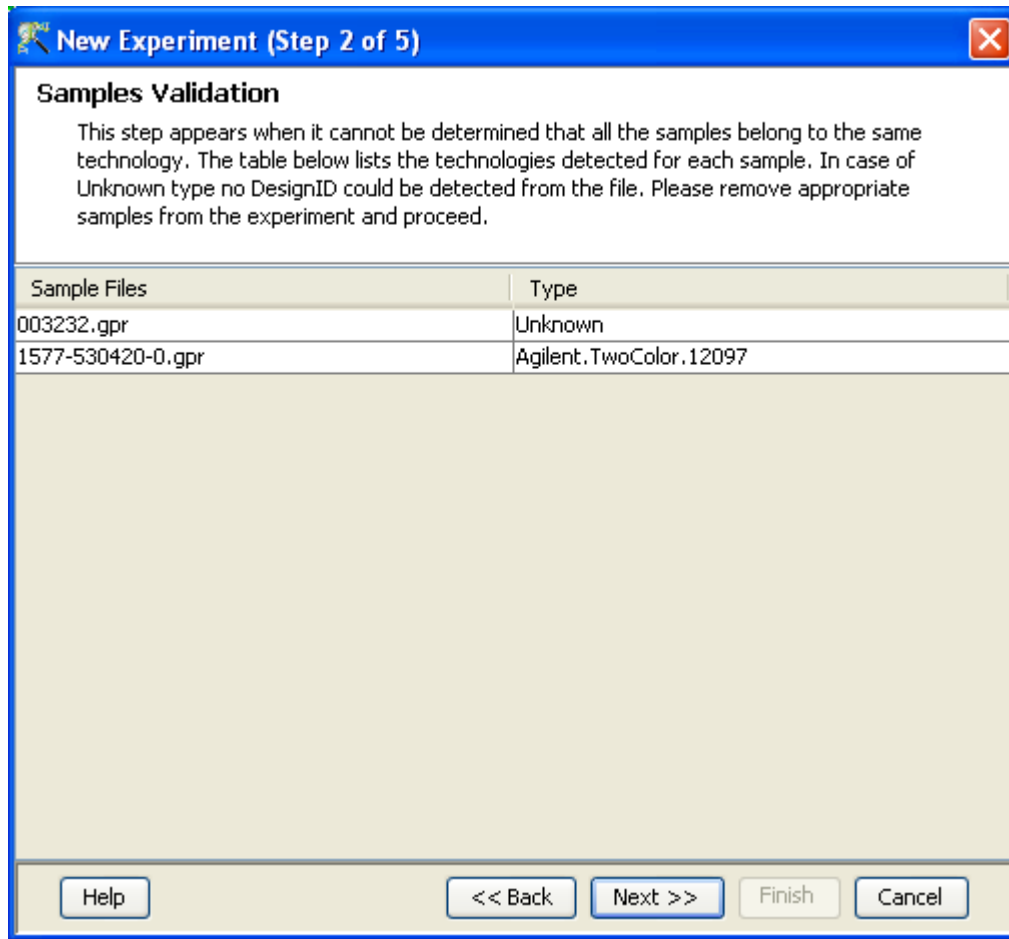 New Experiment (Step 2 of 5)
Samples Validation
This step appears when it cannot be determined that all the samples belong to the same
technology. The table below lists the technologies detected for each sample. In case of
Unknown type no DesignID could be detected from the file. Please remove appropriate
samples from the experiment and proceed.
Sample Files Type
003232.gpr Unknown
1577-530420-0.gpr Agilent.TwoColor.12097
Help << Back Next >> Finish Cancel